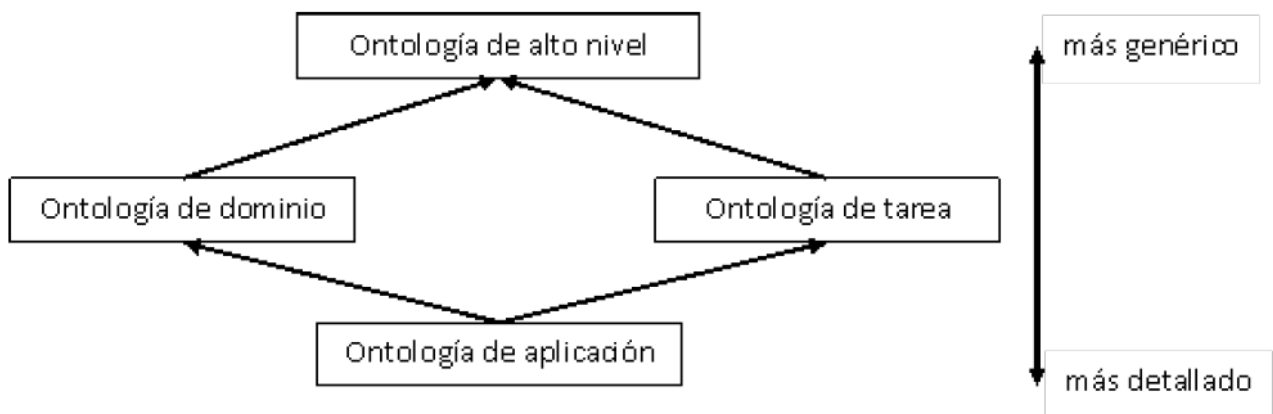 Ontología de alto nivel
más genérico
Ontología de dominio
Ontología de tarea
Ontología de aplicación
más detallado